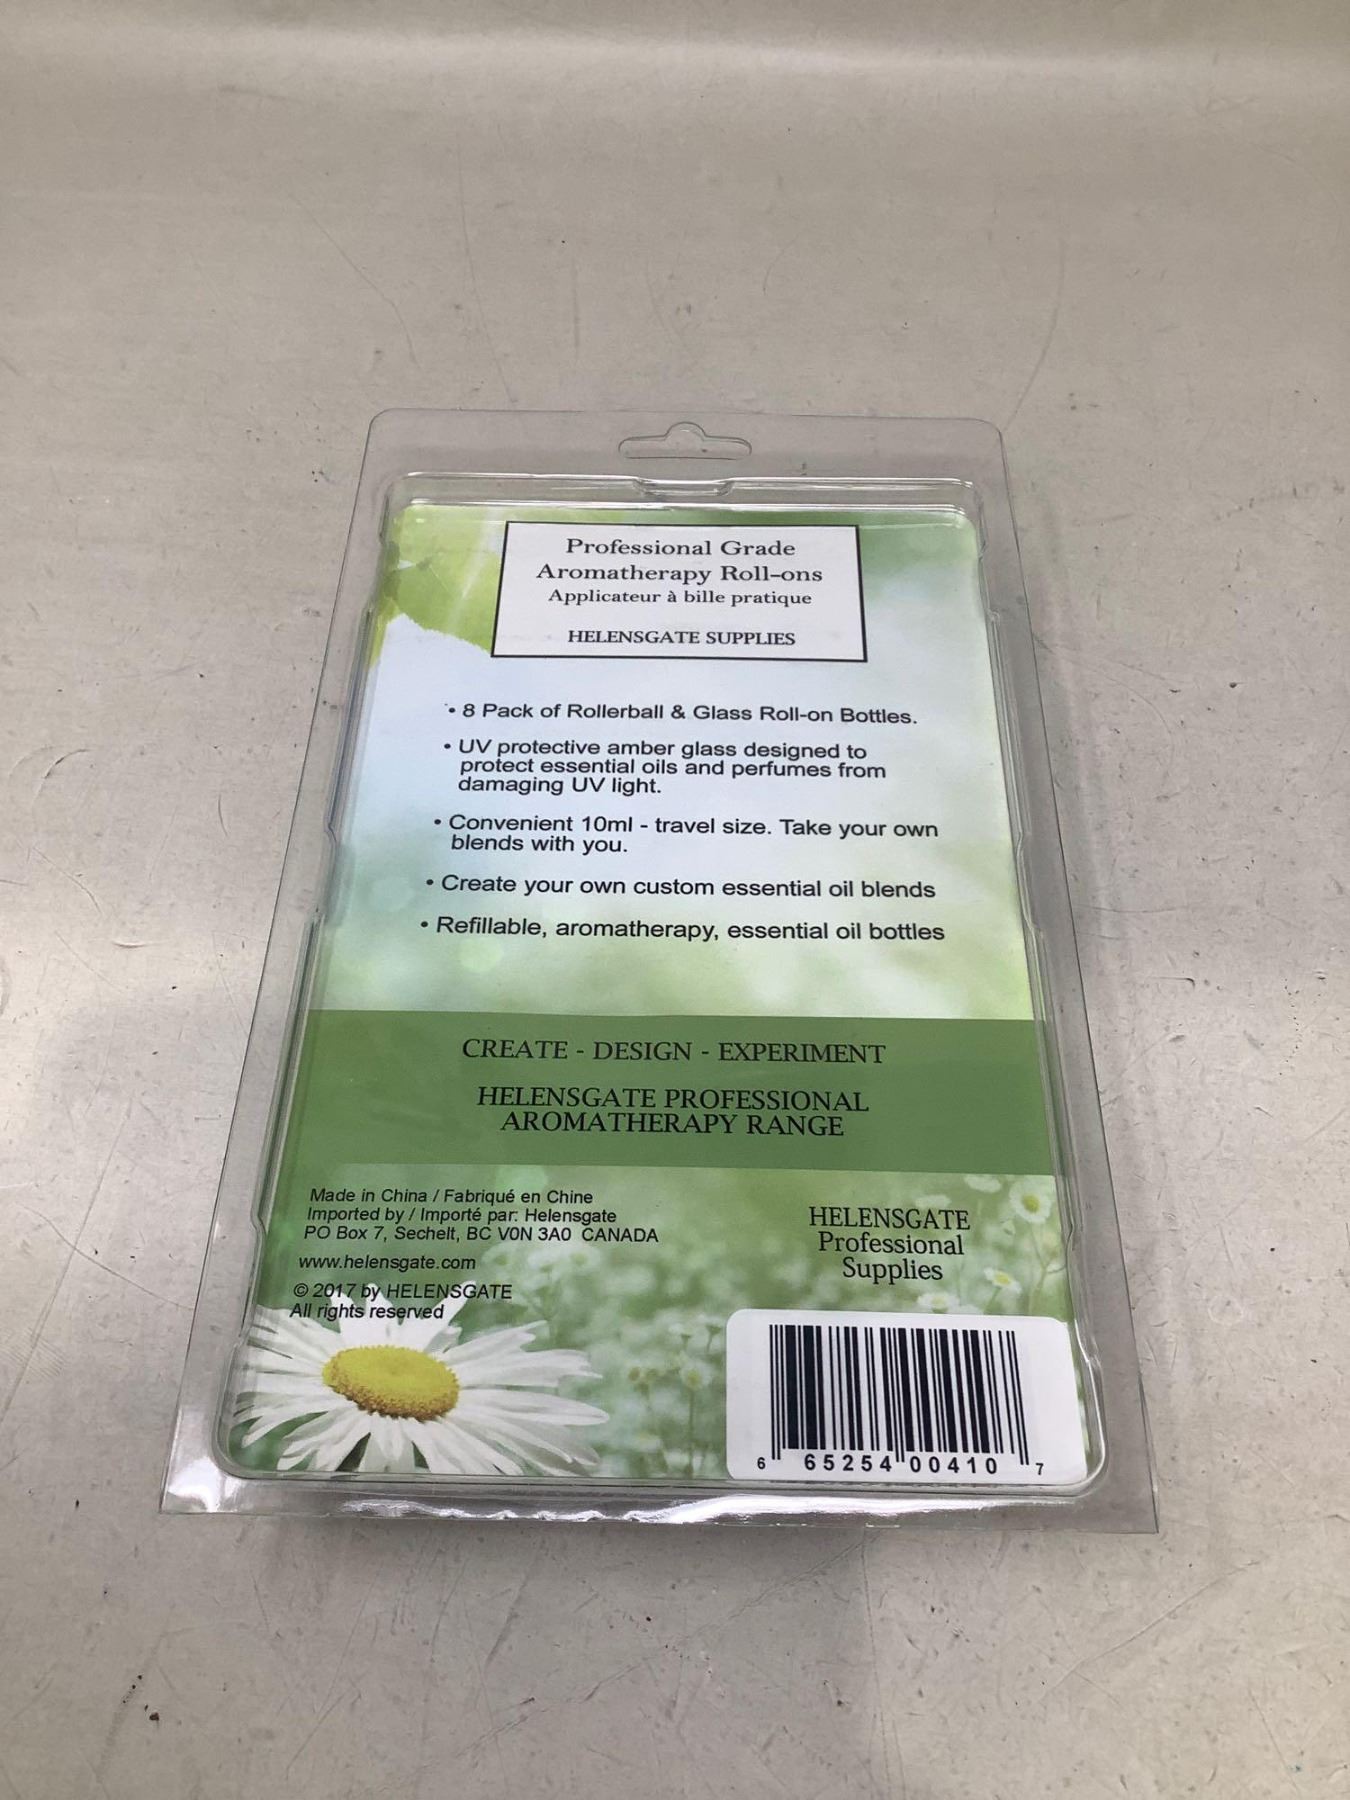 Professional Grade
Aromatherapy Roll-ons
Applicateur à bille pratique
HELENSGATE SUPPLIES
• 8 Pack of Rollerball & Glass Roll-on Bottles.
• UV protective amber glass designed to
protect essential oils and perfumes from
damaging UV light.
• Convenient 10ml - travel size. Take your own
blends with you.
• Create your own custom essential oil blends
• Refillable, aromatherapy, essential oil bottles
CREATE - DESIGN - EXPERIMENT
HELENSGATE PROFESSIONAL
AROMATHERAPY RANGE
Made in China / Fabriqué en Chine
Imported by / Importé par: Helensgate
PO Box 7, Sechelt, BC V0N 3A0 CANADA
www.helensgate.com
© 2017 by HELENSGATE
All rights reserved
HELENSGATE
Professional
Supplies
6 65254 00410 7